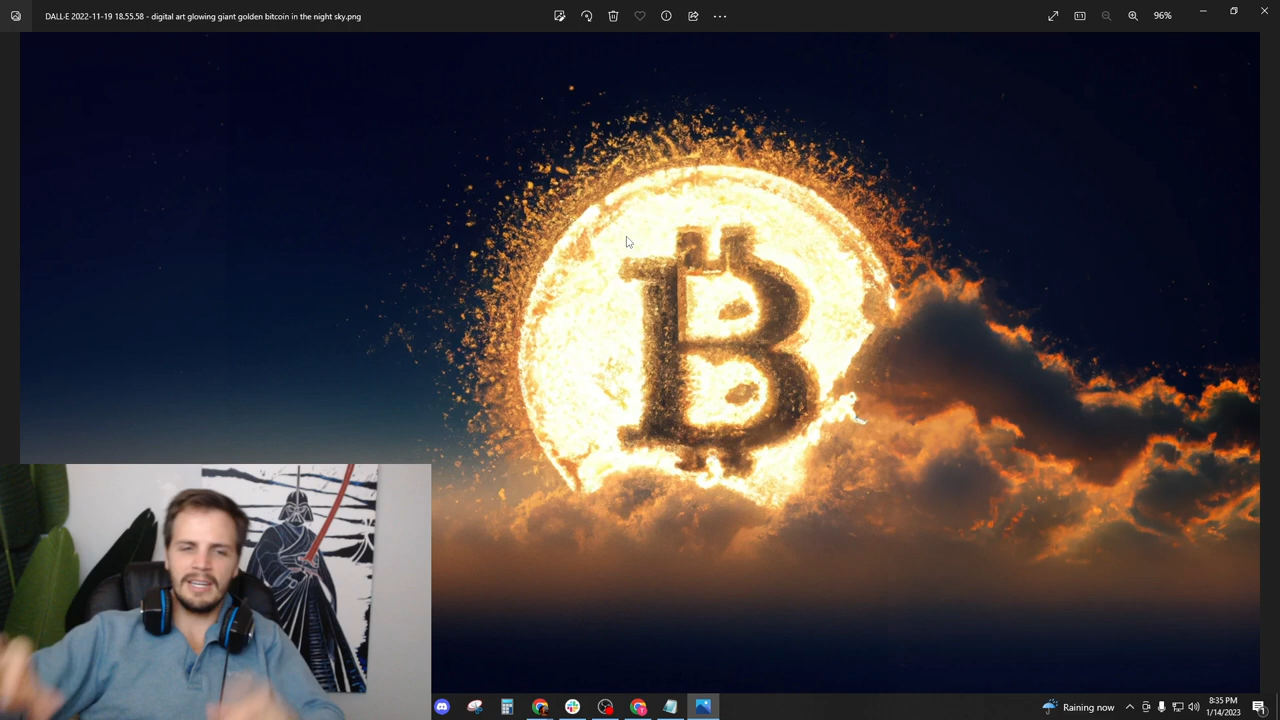 DALL·E 2022-11-19 18.55.58 - digital art glowing giant golden bitcoin in the night sky.png
96%
B
Raining now
8:35 PM
1/14/2023